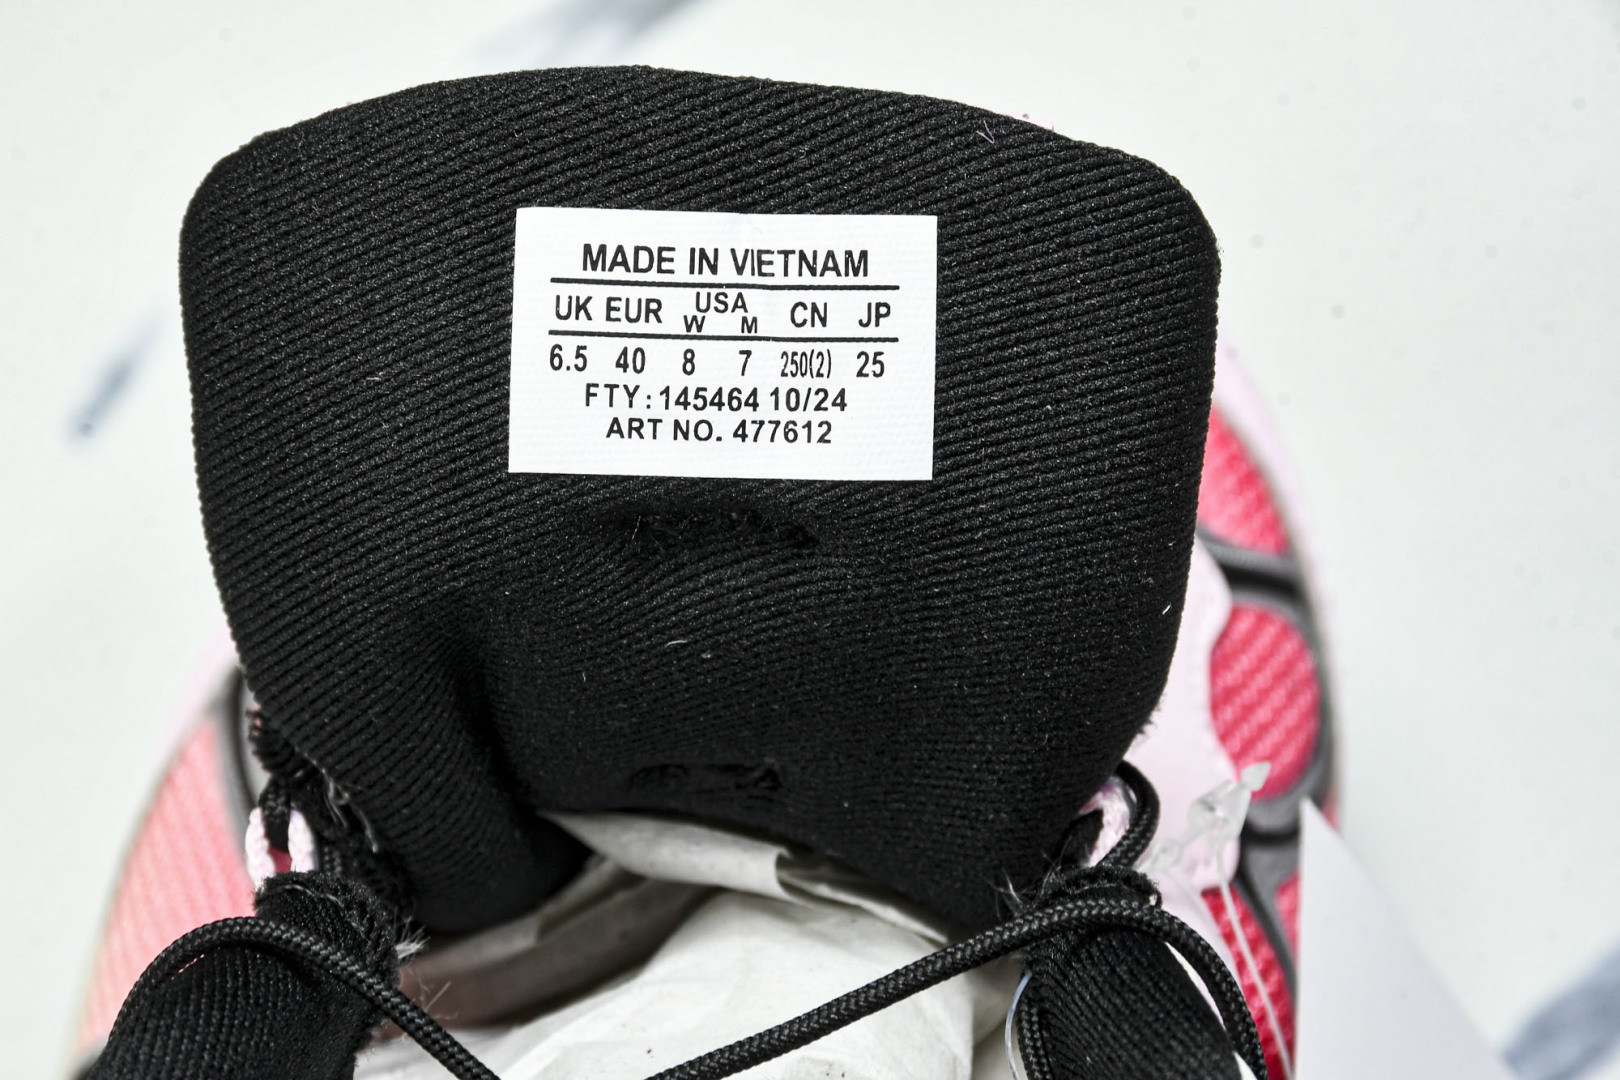 MADE IN VIETNAM
UK EUR USA CN JP
W M
6.5 40 8 7 250(2) 25
FTY: 145464 10/24
ART NO. 477612